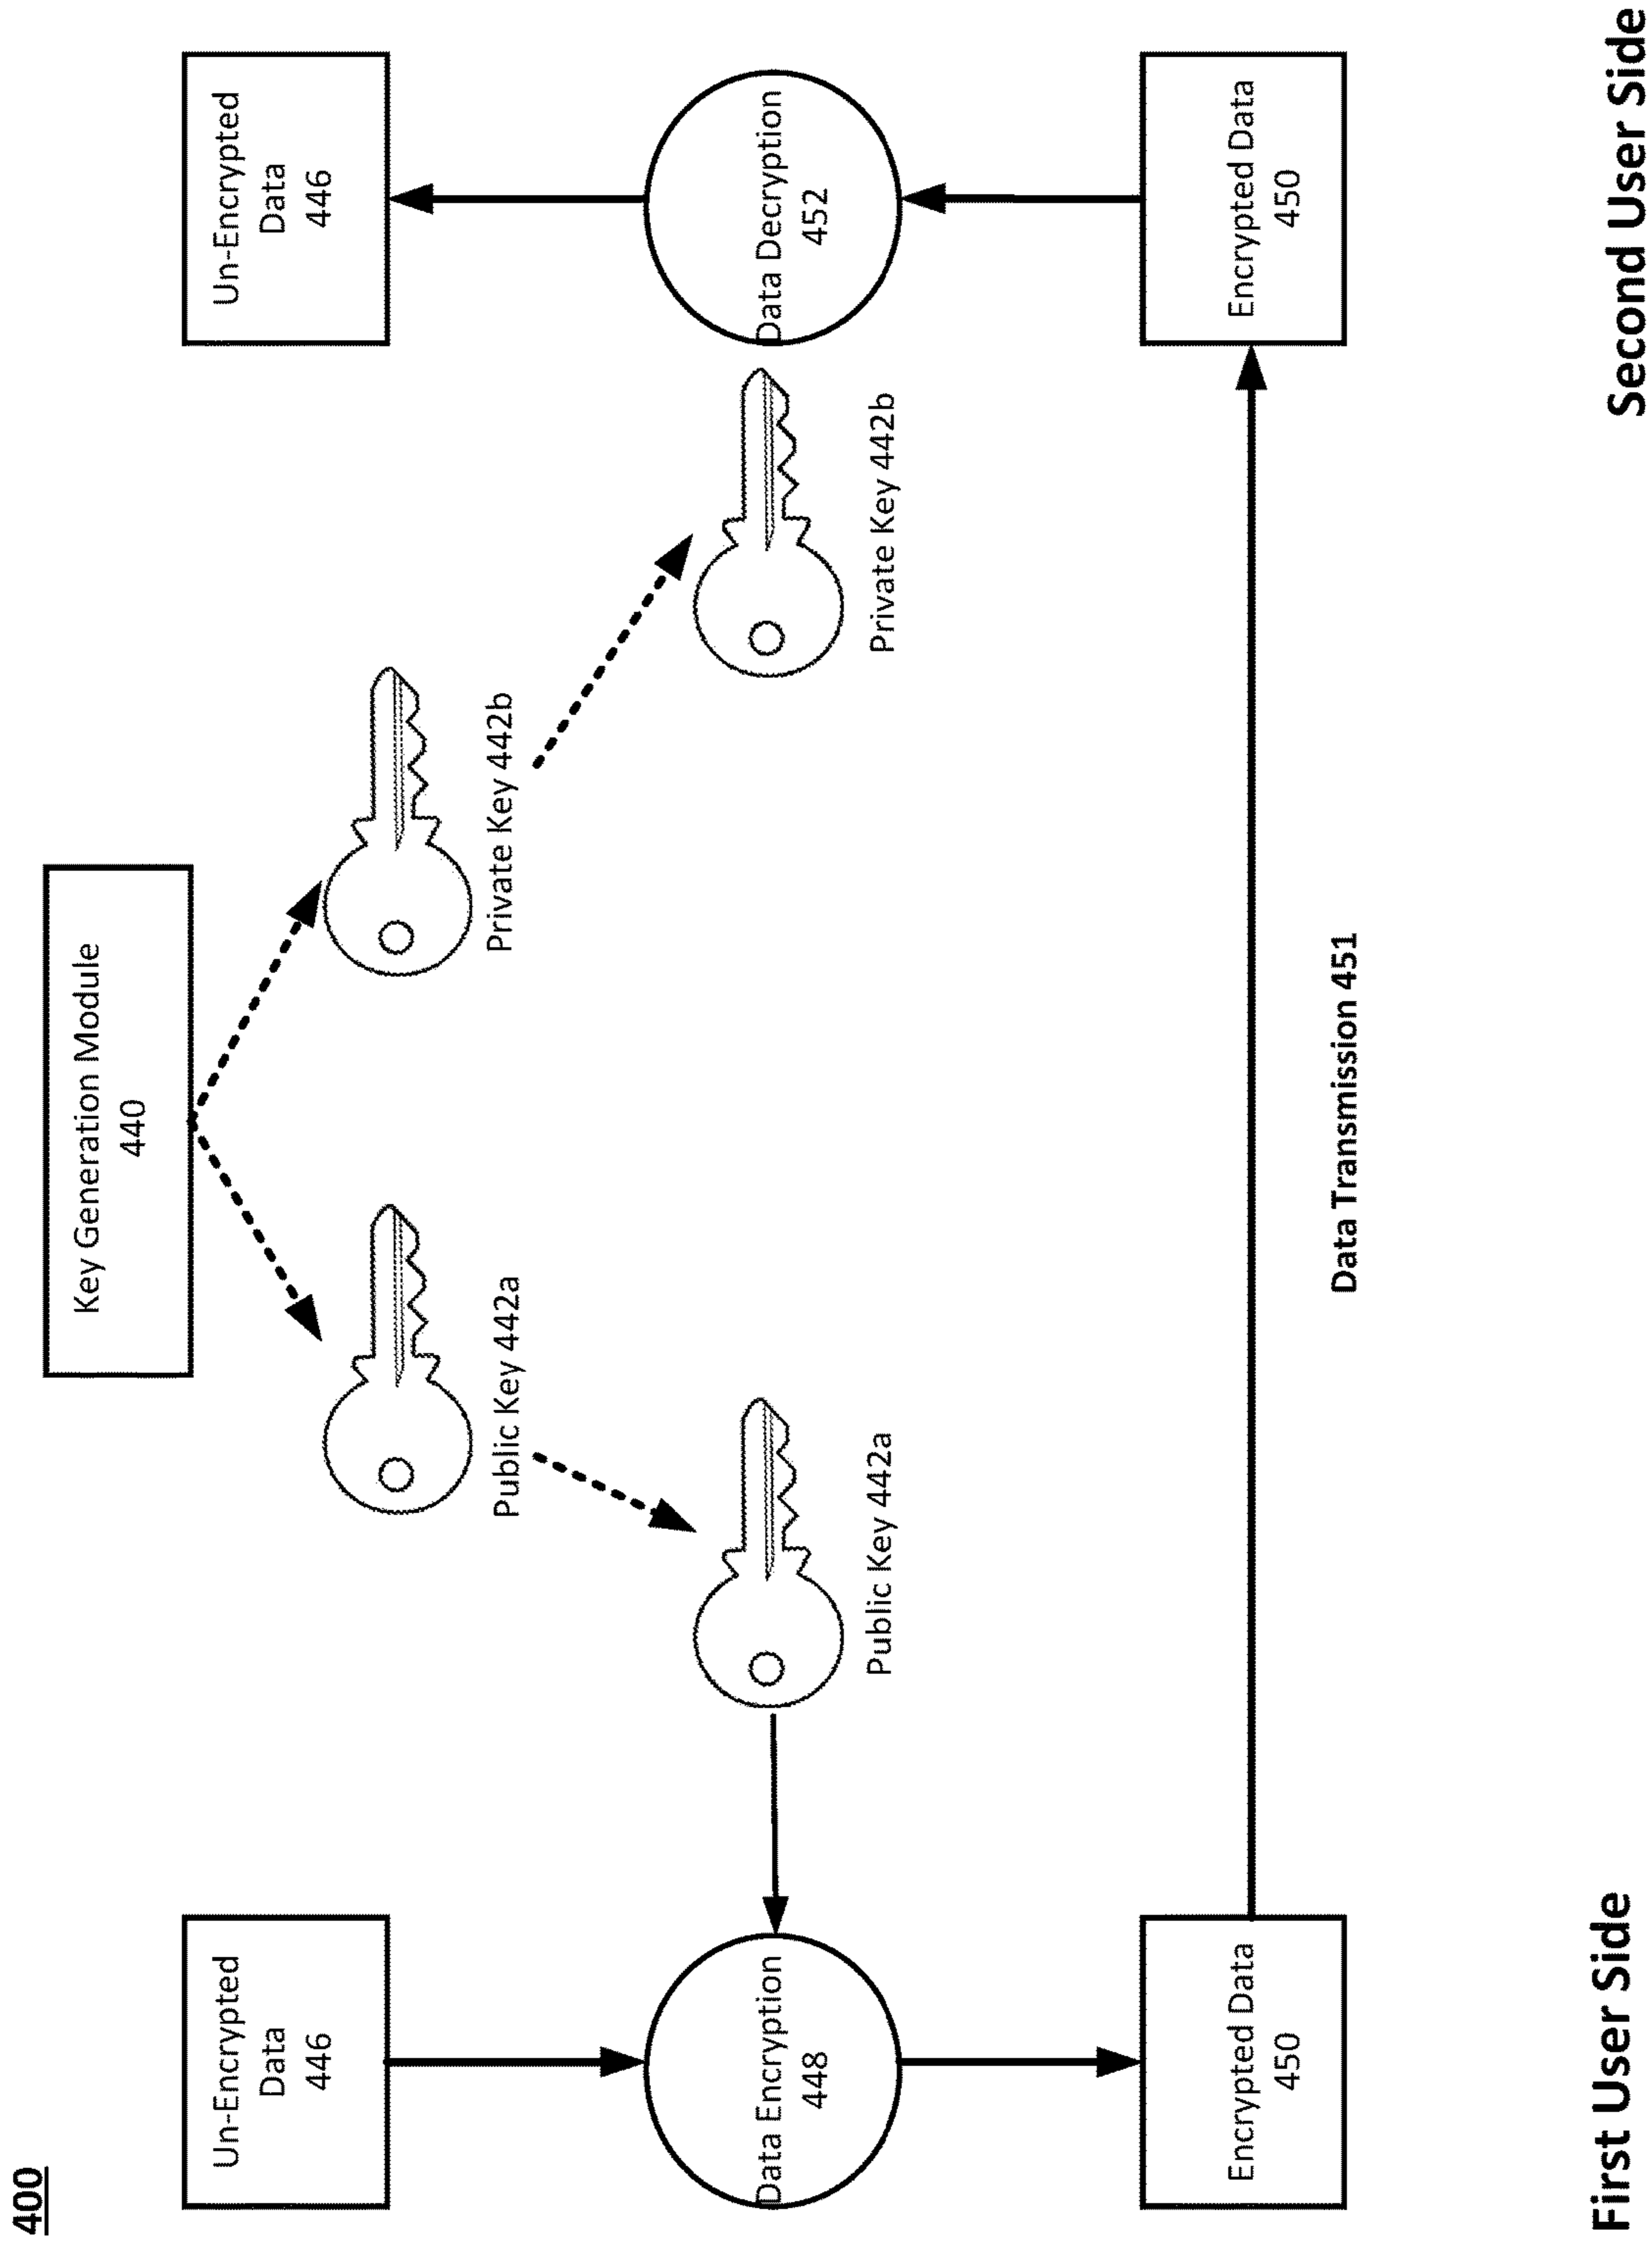 400
Key Generation Module
440
Un-Encrypted
Data
446
Un-Encrypted
Data
446
Public Key 442a
Private Key 442b
Data Encryption
448
Public Key 442a
Private Key 442b
Data Decryption
452
Encrypted Data
450
Encrypted Data
450
Data Transmission 451
First User Side
Second User Side